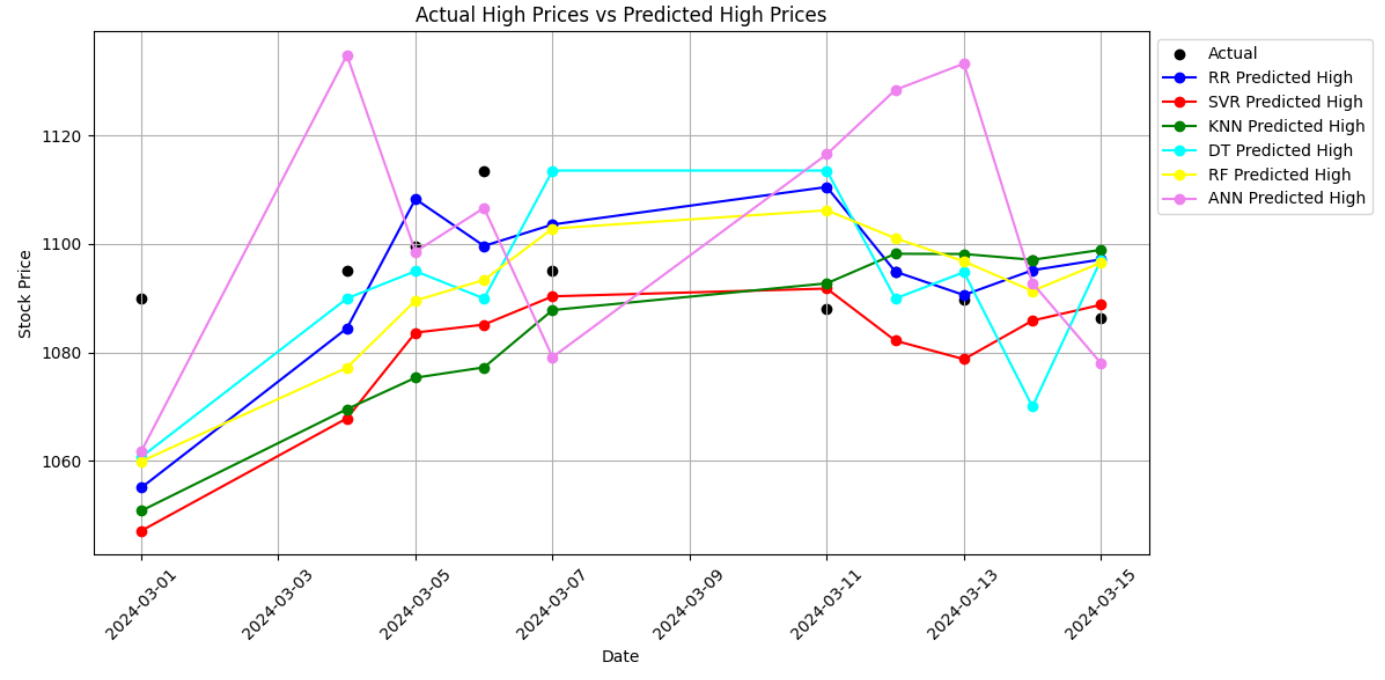 Actual High Prices vs Predicted High Prices
Actual
RR Predicted High
SVR Predicted High
KNN Predicted High
DT Predicted High
RF Predicted High
ANN Predicted High
Stock Price
1120
1100
1080
1060
2024-03-01
2024-03-03
2024-03-05
2024-03-07
2024-03-09
2024-03-11
2024-03-13
2024-03-15
Date